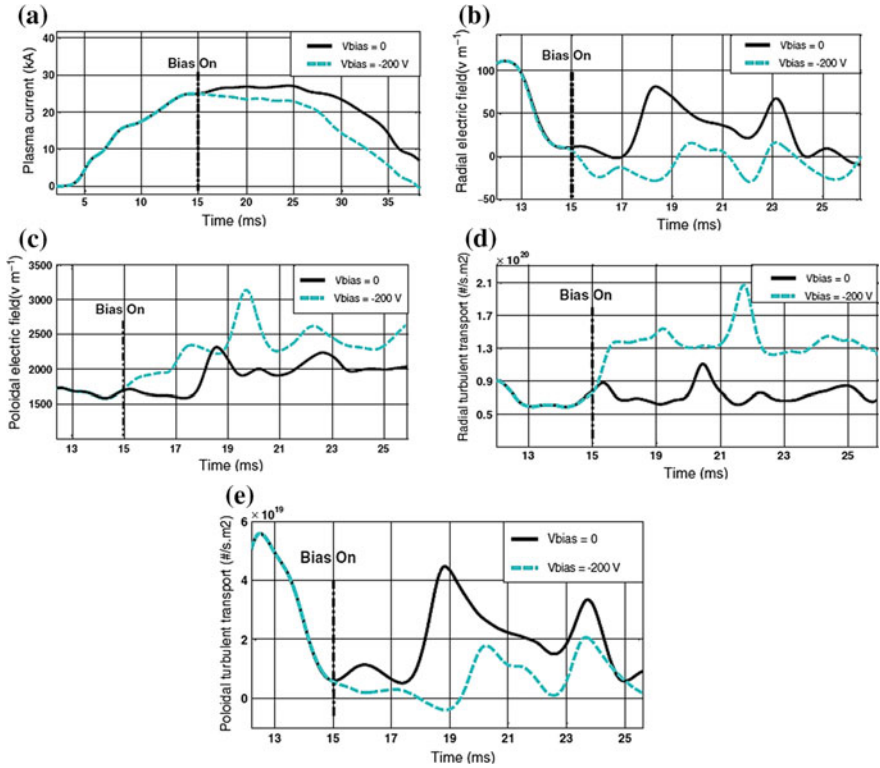 (a)
Plasma current (kA)
40
30
20
10
0
Bias On
Vbias = 0
Vbias = -200 V
5
10
15
20
25
30
35
Time (ms)
(b)
Radial electric field(v m⁻¹)
100
50
0
−50
Bias On
Vbias = 0
Vbias = -200 V
13
15
17
19
21
23
25
Time (ms)
(c)
Poloidal electric field(v m⁻¹)
3500
3000
2500
2000
1500
Bias On
Vbias = 0
Vbias = -200 V
13
15
17
19
21
23
25
Time (ms)
(d)
Radial turbulent transport (#/s.m2)
× 10²⁰
2.1
1.7
1.3
0.9
0.5
Bias On
Vbias = 0
Vbias = -200 V
13
15
17
19
21
23
25
Time (ms)
(e)
Poloidal turbulent transport (#/s.m2)
× 10¹⁹
6
4
2
0
Bias On
Vbias = 0
Vbias = -200 V
13
15
17
19
21
23
25
Time (ms)